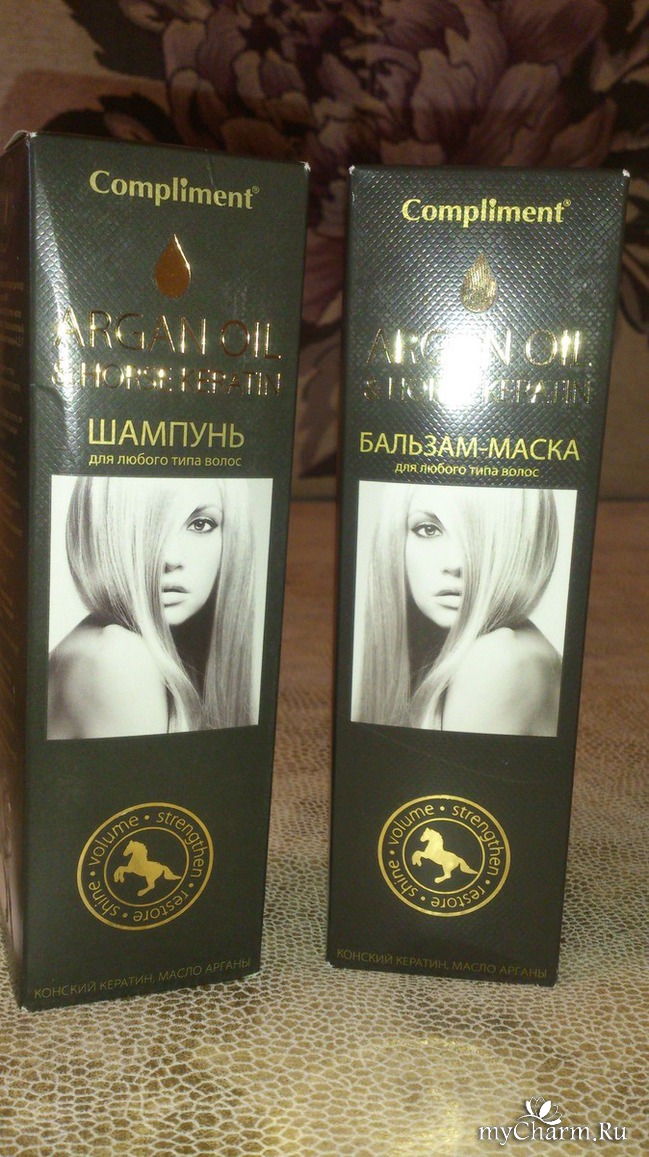 Compliment®
ARGAN OIL
& HORSE KERATIN
ШАМПУНЬ
для любого типа волос
volume • strengthen • restore • shine •
КОНСКИЙ КЕРАТИН, МАСЛО АРГАНЫ
Compliment®
ARGAN OIL
& HORSE KERATIN
БАЛЬЗАМ-МАСКА
для любого типа волос
volume • strengthen • restore • shine •
КОНСКИЙ КЕРАТИН, МАСЛО АРГАНЫ
myCharm.Ru